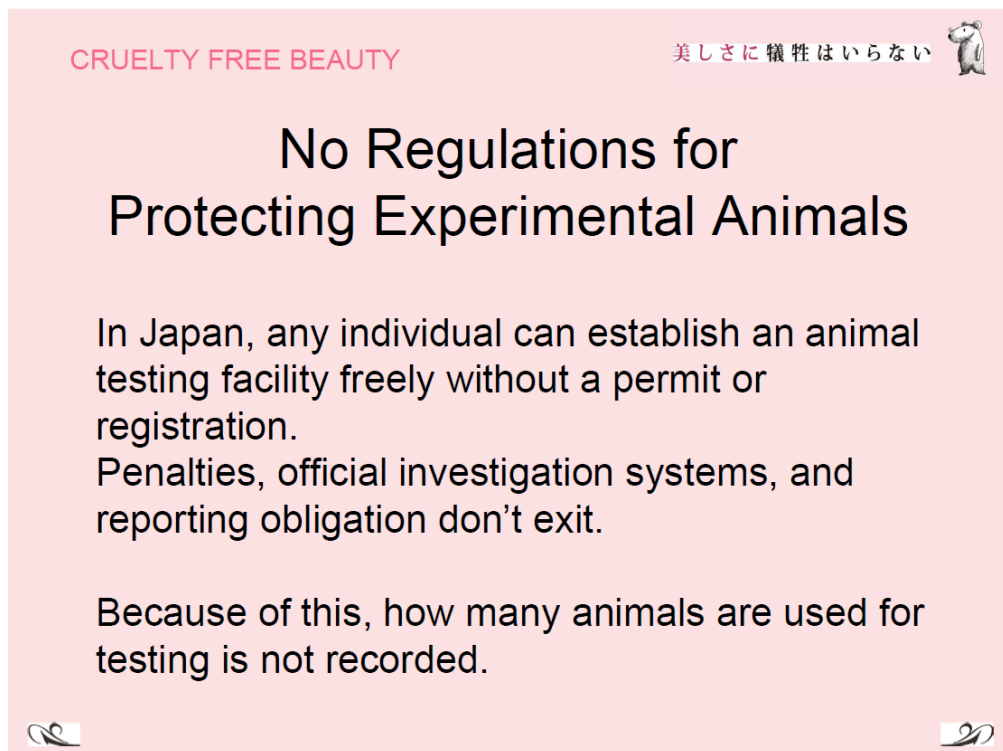 CRUELTY FREE BEAUTY
美しさに犠牲はいらない
No Regulations for
Protecting Experimental Animals
In Japan, any individual can establish an animal
testing facility freely without a permit or
registration.
Penalties, official investigation systems, and
reporting obligation don’t exit.
Because of this, how many animals are used for
testing is not recorded.